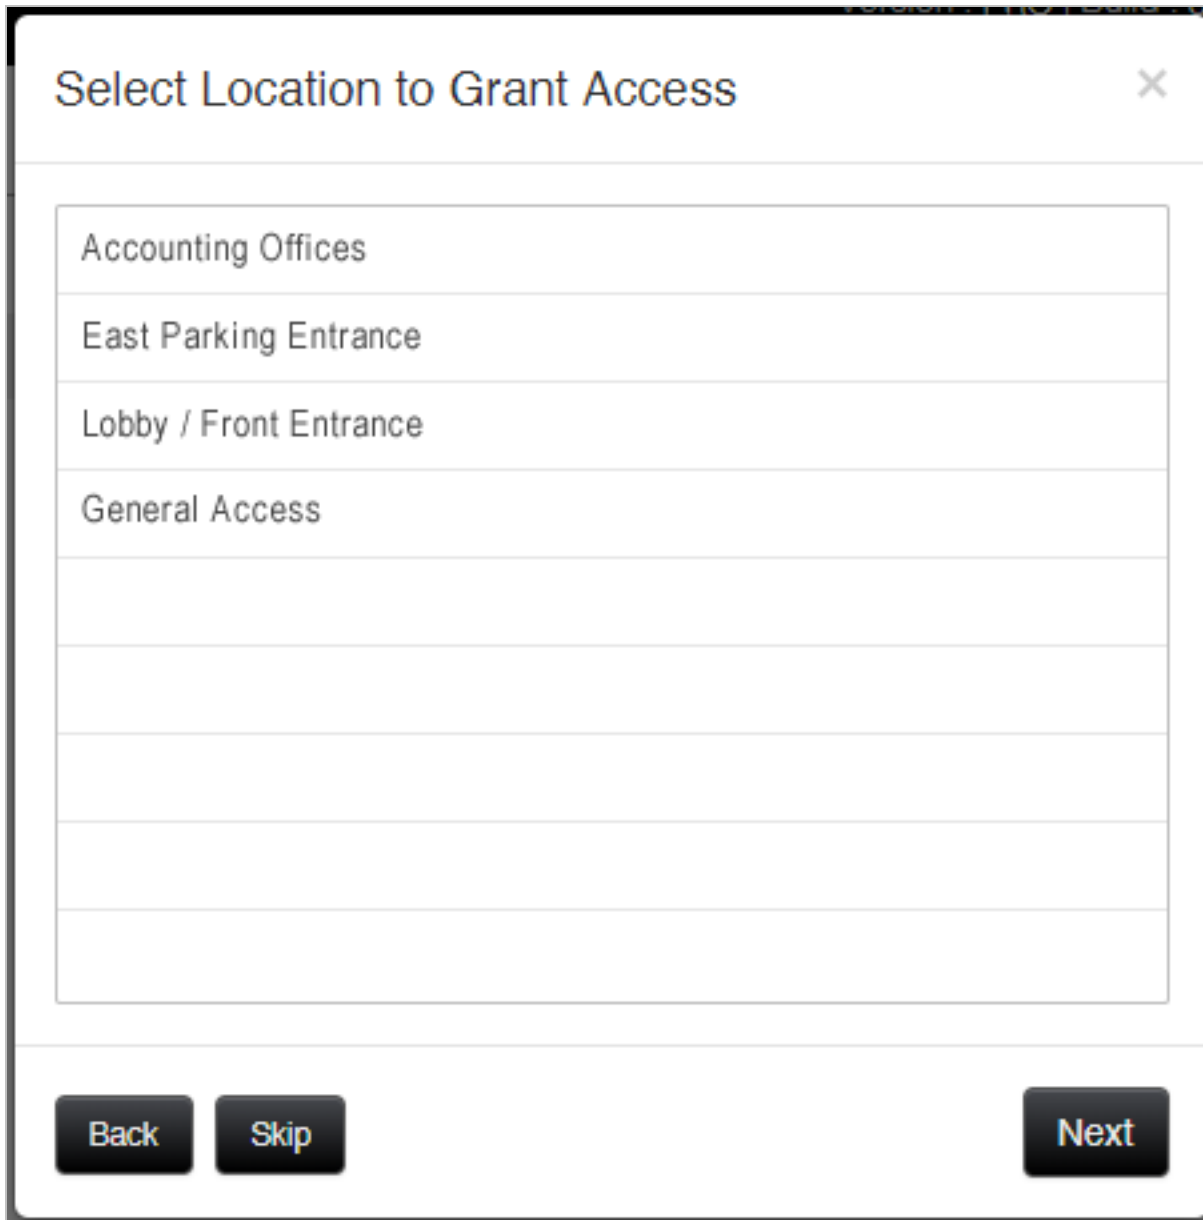 Select Location to Grant Access
×
Accounting Offices
East Parking Entrance
Lobby / Front Entrance
General Access
Back Skip Next